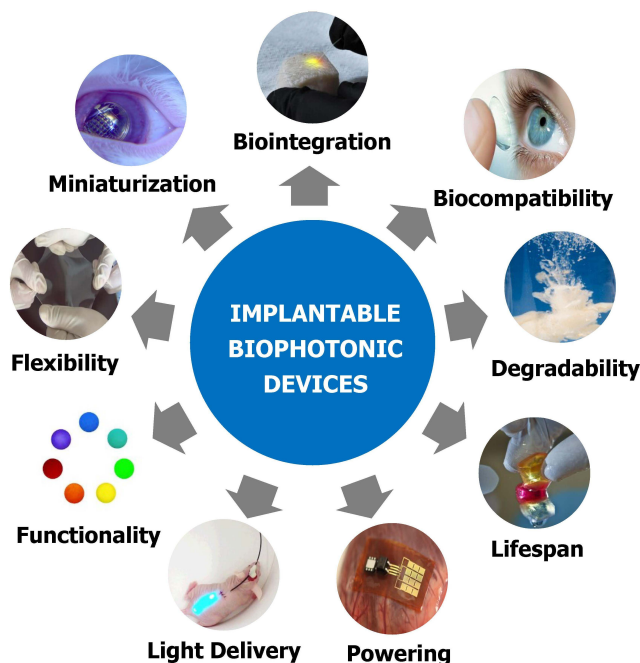 Biointegration
Miniaturization
Biocompatibility
IMPLANTABLE
BIOPHOTONIC
DEVICES
Flexibility
Degradability
Functionality
Lifespan
Light Delivery
Powering